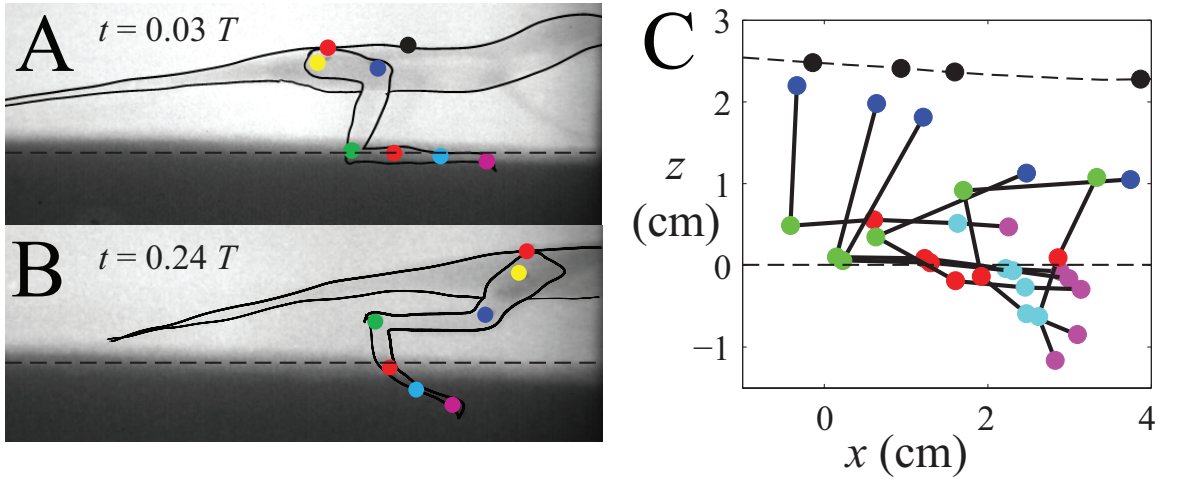 A t = 0.03 T
B t = 0.24 T
C
3
2
1
0
−1
z
(cm)
0 2 4
x (cm)